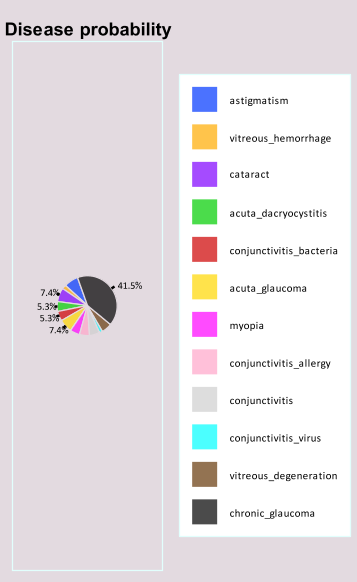 Disease probability
41.5%
7.4%
5.3%
5.3%
7.4%
astigmatism
vitreous_hemorrhage
cataract
acuta_dacryocystitis
conjunctivitis_bacteria
acuta_glaucoma
myopia
conjunctivitis_allergy
conjunctivitis
conjunctivitis_virus
vitreous_degeneration
chronic_glaucoma